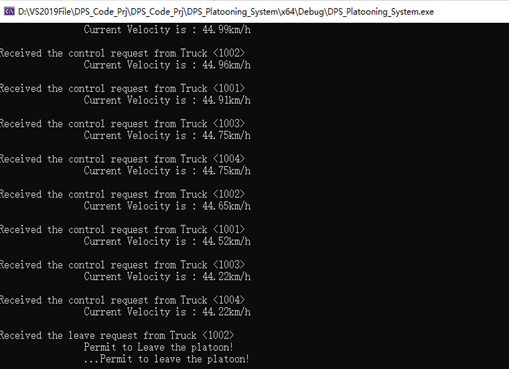 D:\VS2019File\DPS_Code_Prj\DPS_Code_Prj\DPS_Platooning_System\x64\Debug\DPS_Platooning_System.exe
Current Velocity is : 44.99km/h
Received the control request from Truck <1002>
Current Velocity is : 44.96km/h
Received the control request from Truck <1001>
Current Velocity is : 44.91km/h
Received the control request from Truck <1003>
Current Velocity is : 44.75km/h
Received the control request from Truck <1004>
Current Velocity is : 44.75km/h
Received the control request from Truck <1002>
Current Velocity is : 44.65km/h
Received the control request from Truck <1001>
Current Velocity is : 44.52km/h
Received the control request from Truck <1003>
Current Velocity is : 44.22km/h
Received the control request from Truck <1004>
Current Velocity is : 44.22km/h
Received the leave request from Truck <1002>
Permit to Leave the platoon!
...Permit to leave the platoon!